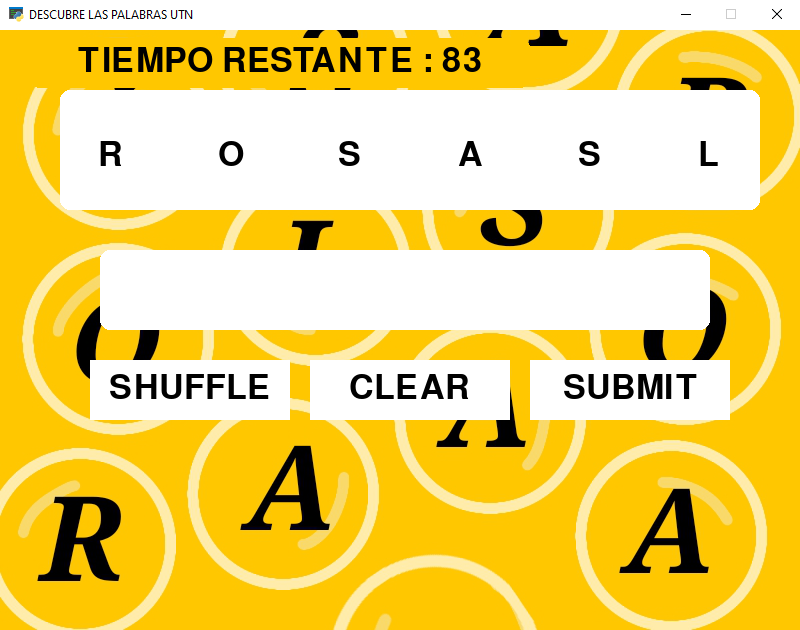 DESCUBRE LAS PALABRAS UTN
TIEMPO RESTANTE : 83
R O S A S L
SHUFFLE CLEAR SUBMIT
A
R A A